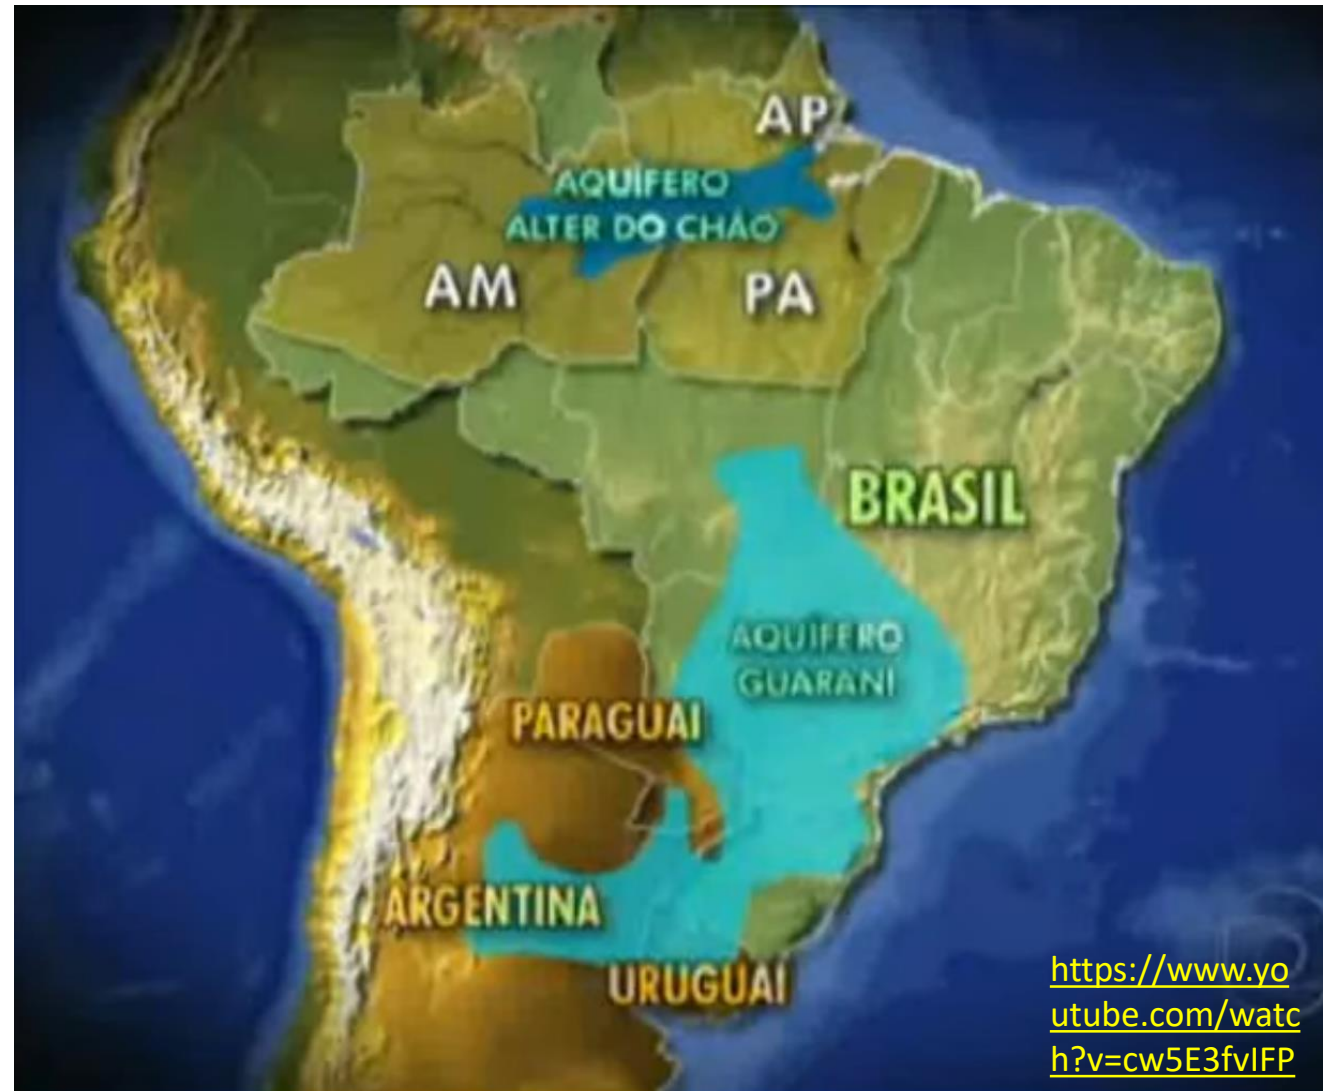 AP
AQUÍFERO
ALTER DO CHÃO
AM
PA
BRASIL
AQUÍFERO
GUARANI
PARAGUAI
ARGENTINA
URUGUAI
https://www.yo
utube.com/watc
h?v=cw5E3fvIFP